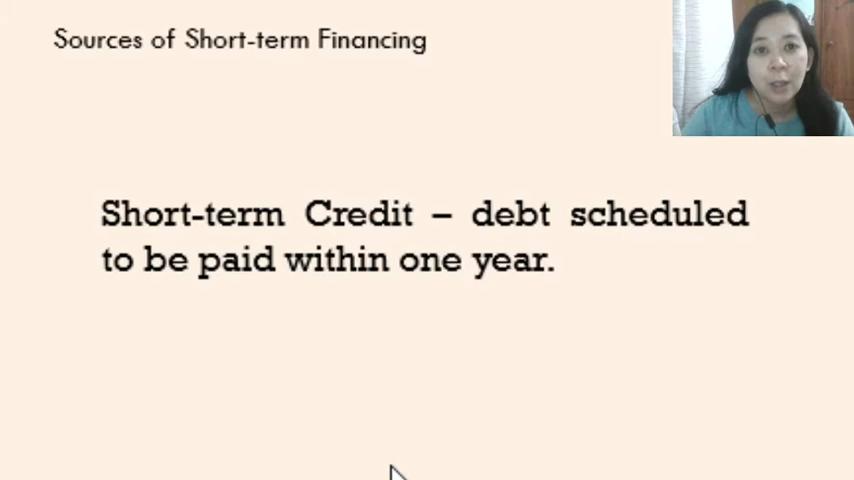 Sources of Short-term Financing
Short-term Credit – debt scheduled
to be paid within one year.